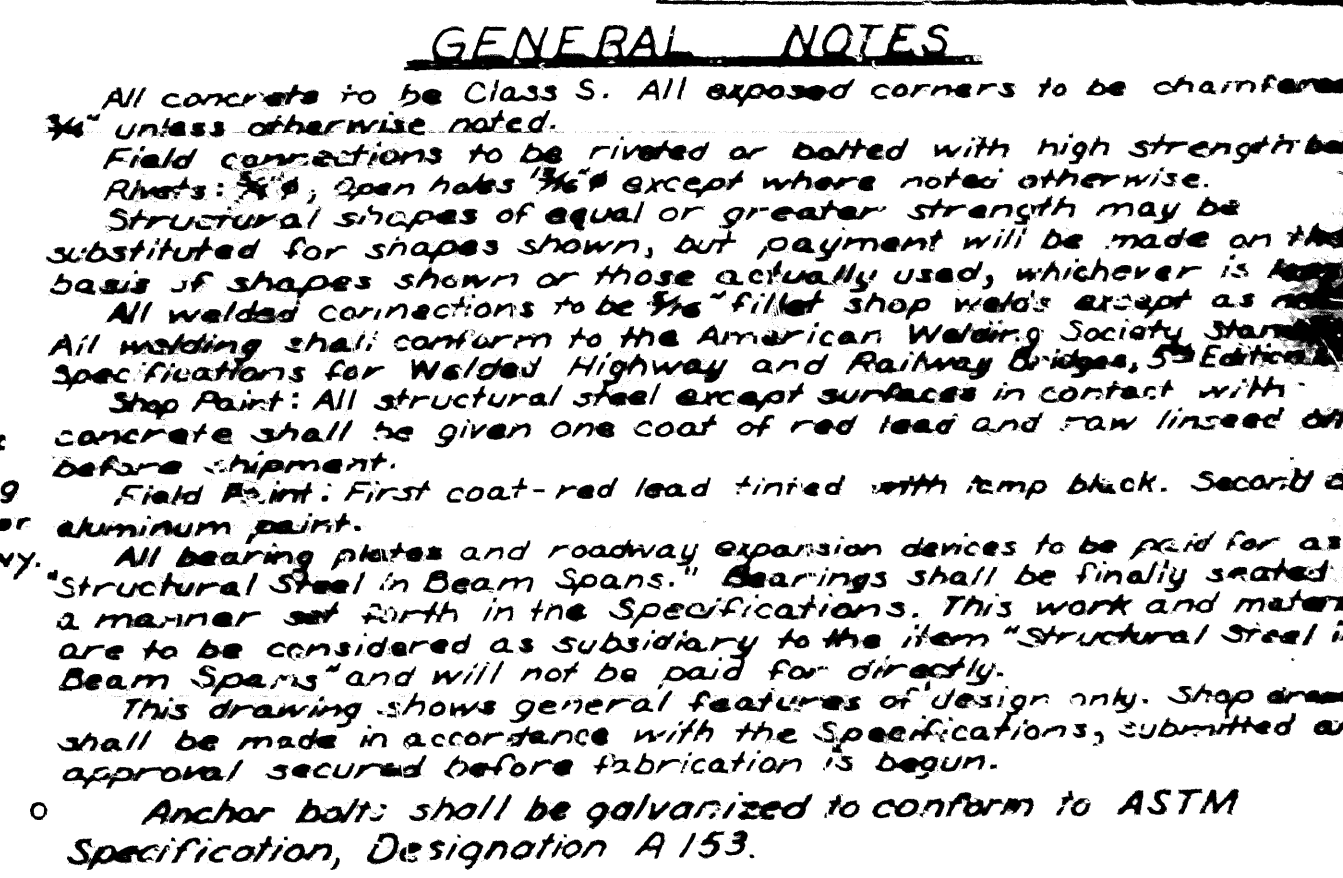 GENERAL NOTES
All concrete to be Class S. All exposed corners to be chamfered
3/4" unless otherwise noted.
Field connections to be riveted or bolted with high strength
Rivets: ø, Open holes 13/16" ø except where noted otherwise.
Structural shapes of equal or greater strength may be
substituted for shapes shown, but payment will be made on the
basis of shapes shown or those actually used, whichever is
All welded connections to be 5/16" fillet shop welds except as
All welding shall conform to the American Welding Society
Specifications for Welded Highway and Railway Bridges, 5th Edition
Shop Paint: All structural steel except surfaces in contact with
concrete shall be given one coat of red lead and raw linseed oil
before shipment.
Field Paint: First coat-red lead tinted with lamp black. Second
aluminum paint.
All bearing plates and roadway expansion devices to be paid for as
"Structural Steel in Beam Spans." Bearings shall be finally seated
a manner set forth in the Specifications. This work and
are to be considered as subsidiary to the item "Structural Steel
Beam Spans" and will not be paid for directly.
This drawing shows general features of design only. Shop
shall be made in accordance with the Specifications, submitted
approval secured before fabrication is begun.
Anchor bolts shall be galvanized to conform to ASTM
Specification, Designation A 153.